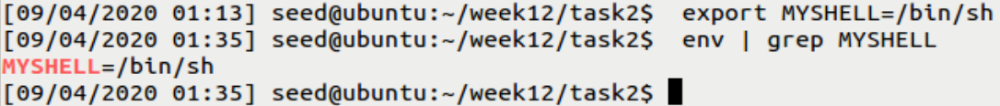 [09/04/2020 01:13] seed@ubuntu:~/week12/task2$  export MYSHELL=/bin/sh
[09/04/2020 01:35] seed@ubuntu:~/week12/task2$  env | grep MYSHELL
MYSHELL=/bin/sh
[09/04/2020 01:35] seed@ubuntu:~/week12/task2$